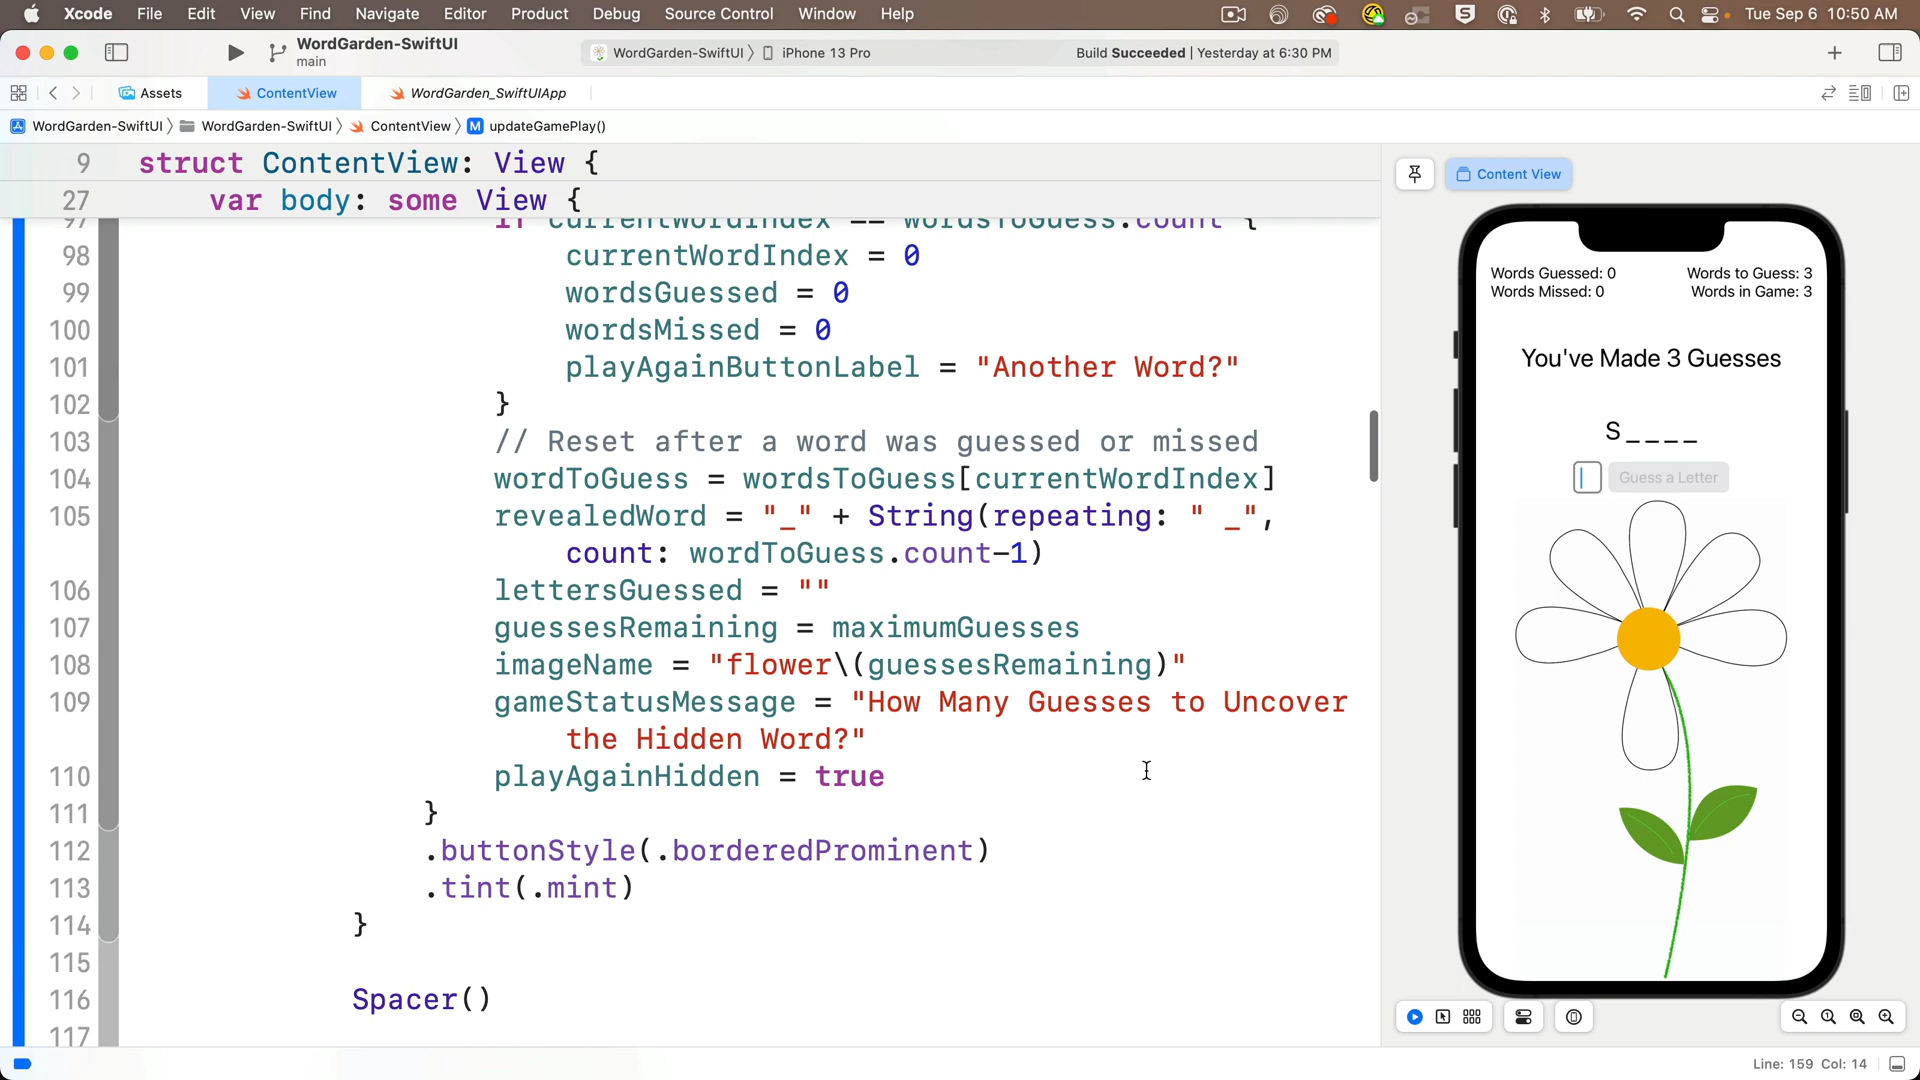 Xcode File Edit View Find Navigate Editor Product Debug Source Control Window Help Tue Sep 6 10:50 AM
WordGarden-SwiftUI
main
WordGarden-SwiftUI iPhone 13 Pro Build Succeeded | Yesterday at 6:30 PM
Assets ContentView WordGarden_SwiftUIApp
WordGarden-SwiftUI WordGarden-SwiftUI ContentView M updateGamePlay()
9 struct ContentView: View {
27 var body: some View {
97 if currentWordIndex == wordsToGuess.count {
98 currentWordIndex = 0
99 wordsGuessed = 0
100 wordsMissed = 0
101 playAgainButtonLabel = "Another Word?"
102 }
103 // Reset after a word was guessed or missed
104 wordToGuess = wordsToGuess[currentWordIndex]
105 revealedWord = "_" + String(repeating: " _",
count: wordToGuess.count-1)
106 lettersGuessed = ""
107 guessesRemaining = maximumGuesses
108 imageName = "flower\(guessesRemaining)"
109 gameStatusMessage = "How Many Guesses to Uncover
the Hidden Word?"
110 playAgainHidden = true
111 }
112 .buttonStyle(.borderedProminent)
113 .tint(.mint)
114 }
115
116 Spacer()
117
Content View
Words Guessed: 0 Words to Guess: 3
Words Missed: 0 Words in Game: 3
You've Made 3 Guesses
S _ _ _ _
Guess a Letter
Line: 159 Col: 14